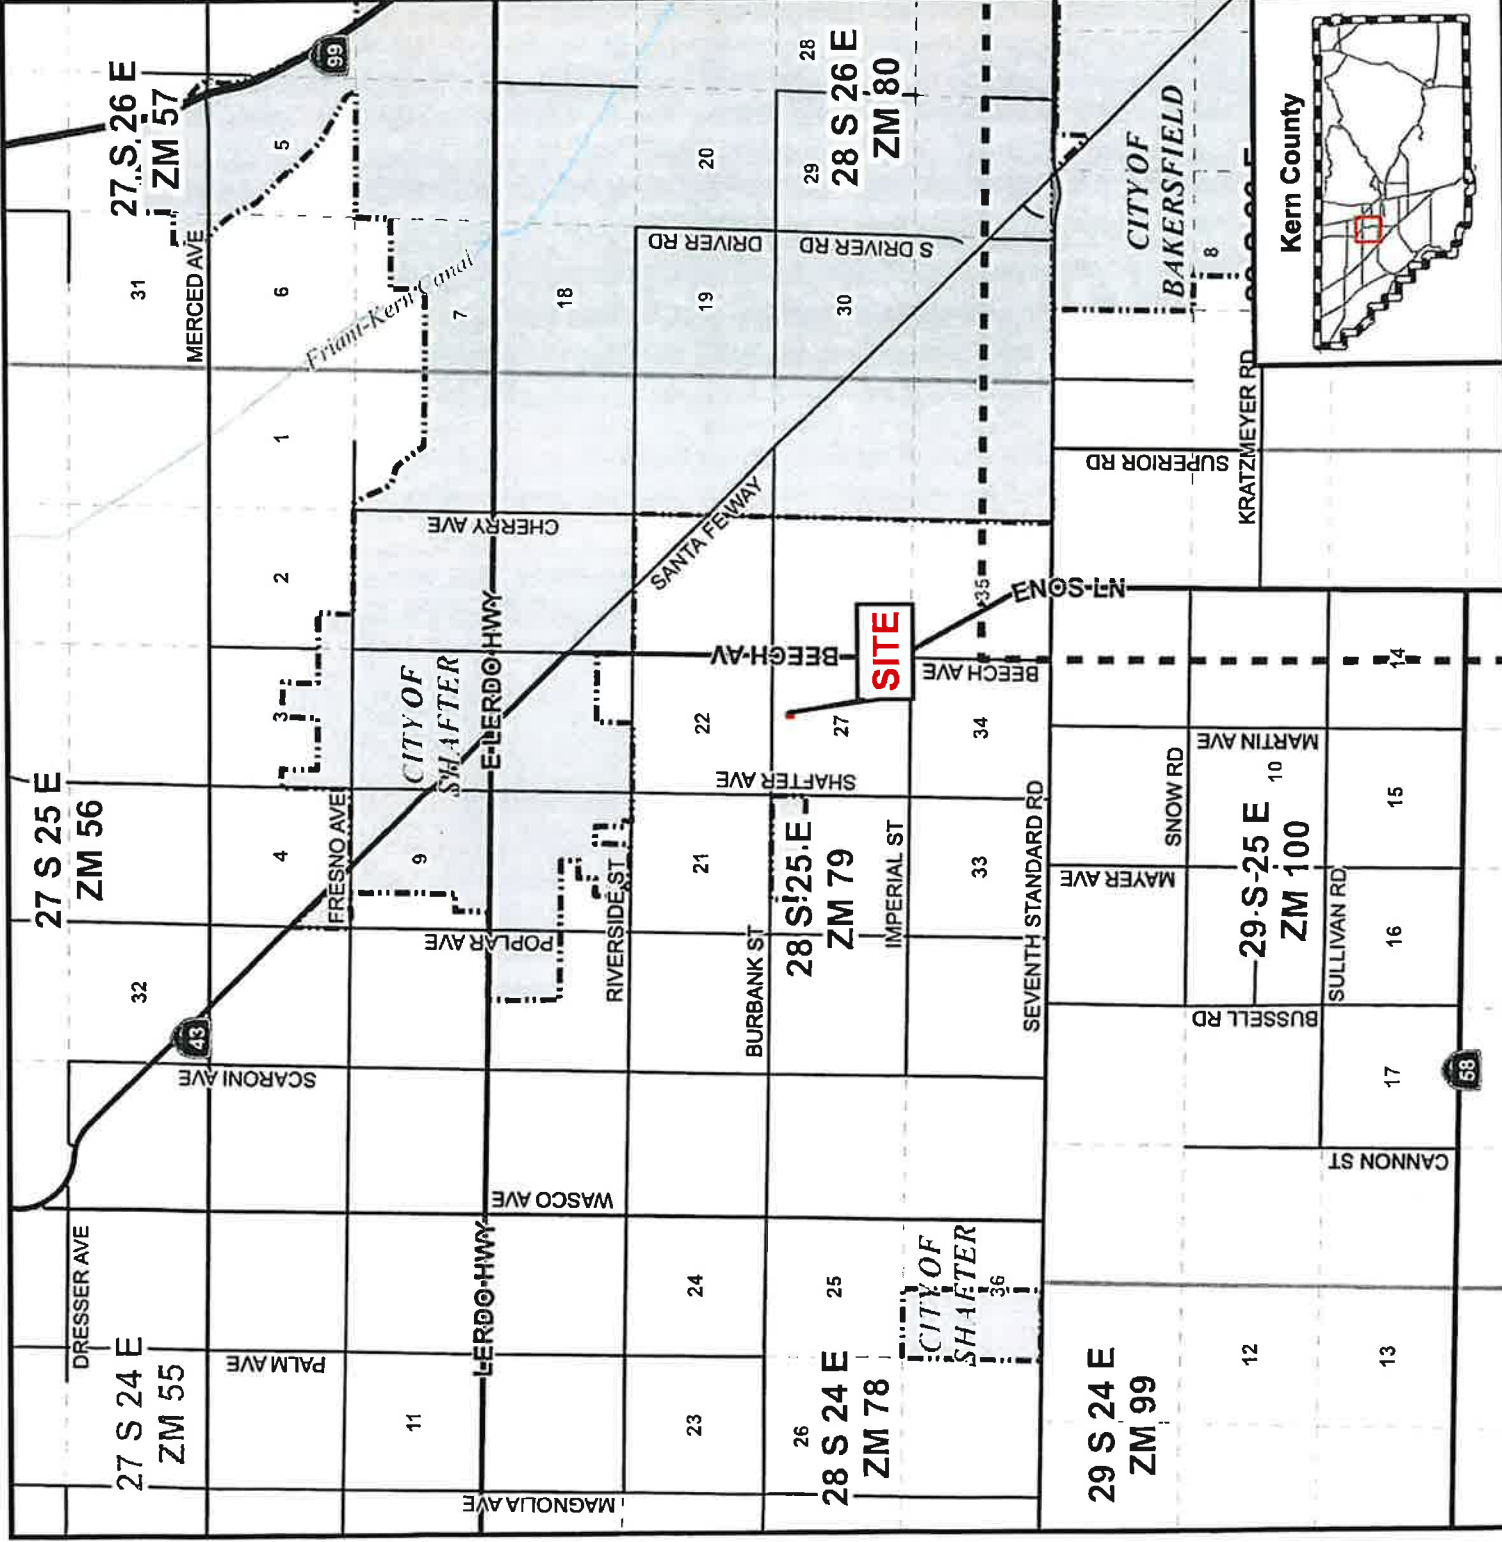 27 S 24 E
ZM 55
27 S 25 E
ZM 56
27 S 26 E
ZM 57
28 S 24 E
ZM 78
28 S 25 E
ZM 79
28 S 26 E
ZM 80
29 S 24 E
ZM 99
29 S 25 E
ZM 100
DRESSER AVE
PALM AVE
MAGNOLIA AVE
LERDO HWY
WASCO AVE
SCARONI AVE
43
32
4
FRESNO AVE
9
POPLAR AVE
RIVERSIDE ST
BURBANK ST
IMPERIAL ST
SEVENTH STANDARD RD
3
CITY OF
SHAFTER
E LERDO HWY
CHERRY AVE
2
1
MERCED AVE
31
6
5
99
Friant-Kern Canal
7
18
19
20
28
29
30
DRIVER RD
S DRIVER RD
SANTA FE WAY
BEECH AV
SITE
BEECH AVE
ENOS LN
35
22
27
34
SHAFTER AVE
21
33
11
23
24
25
26
36
CITY OF
SHAFTER
12
13
CANNON ST
17
58
BUSSELL RD
SULLIVAN RD
16
15
14
10
MAYER AVE
SNOW RD
MARTIN AVE
SUPERIOR RD
KRATZMEYER RD
CITY OF
BAKERSFIELD
8
Kern County